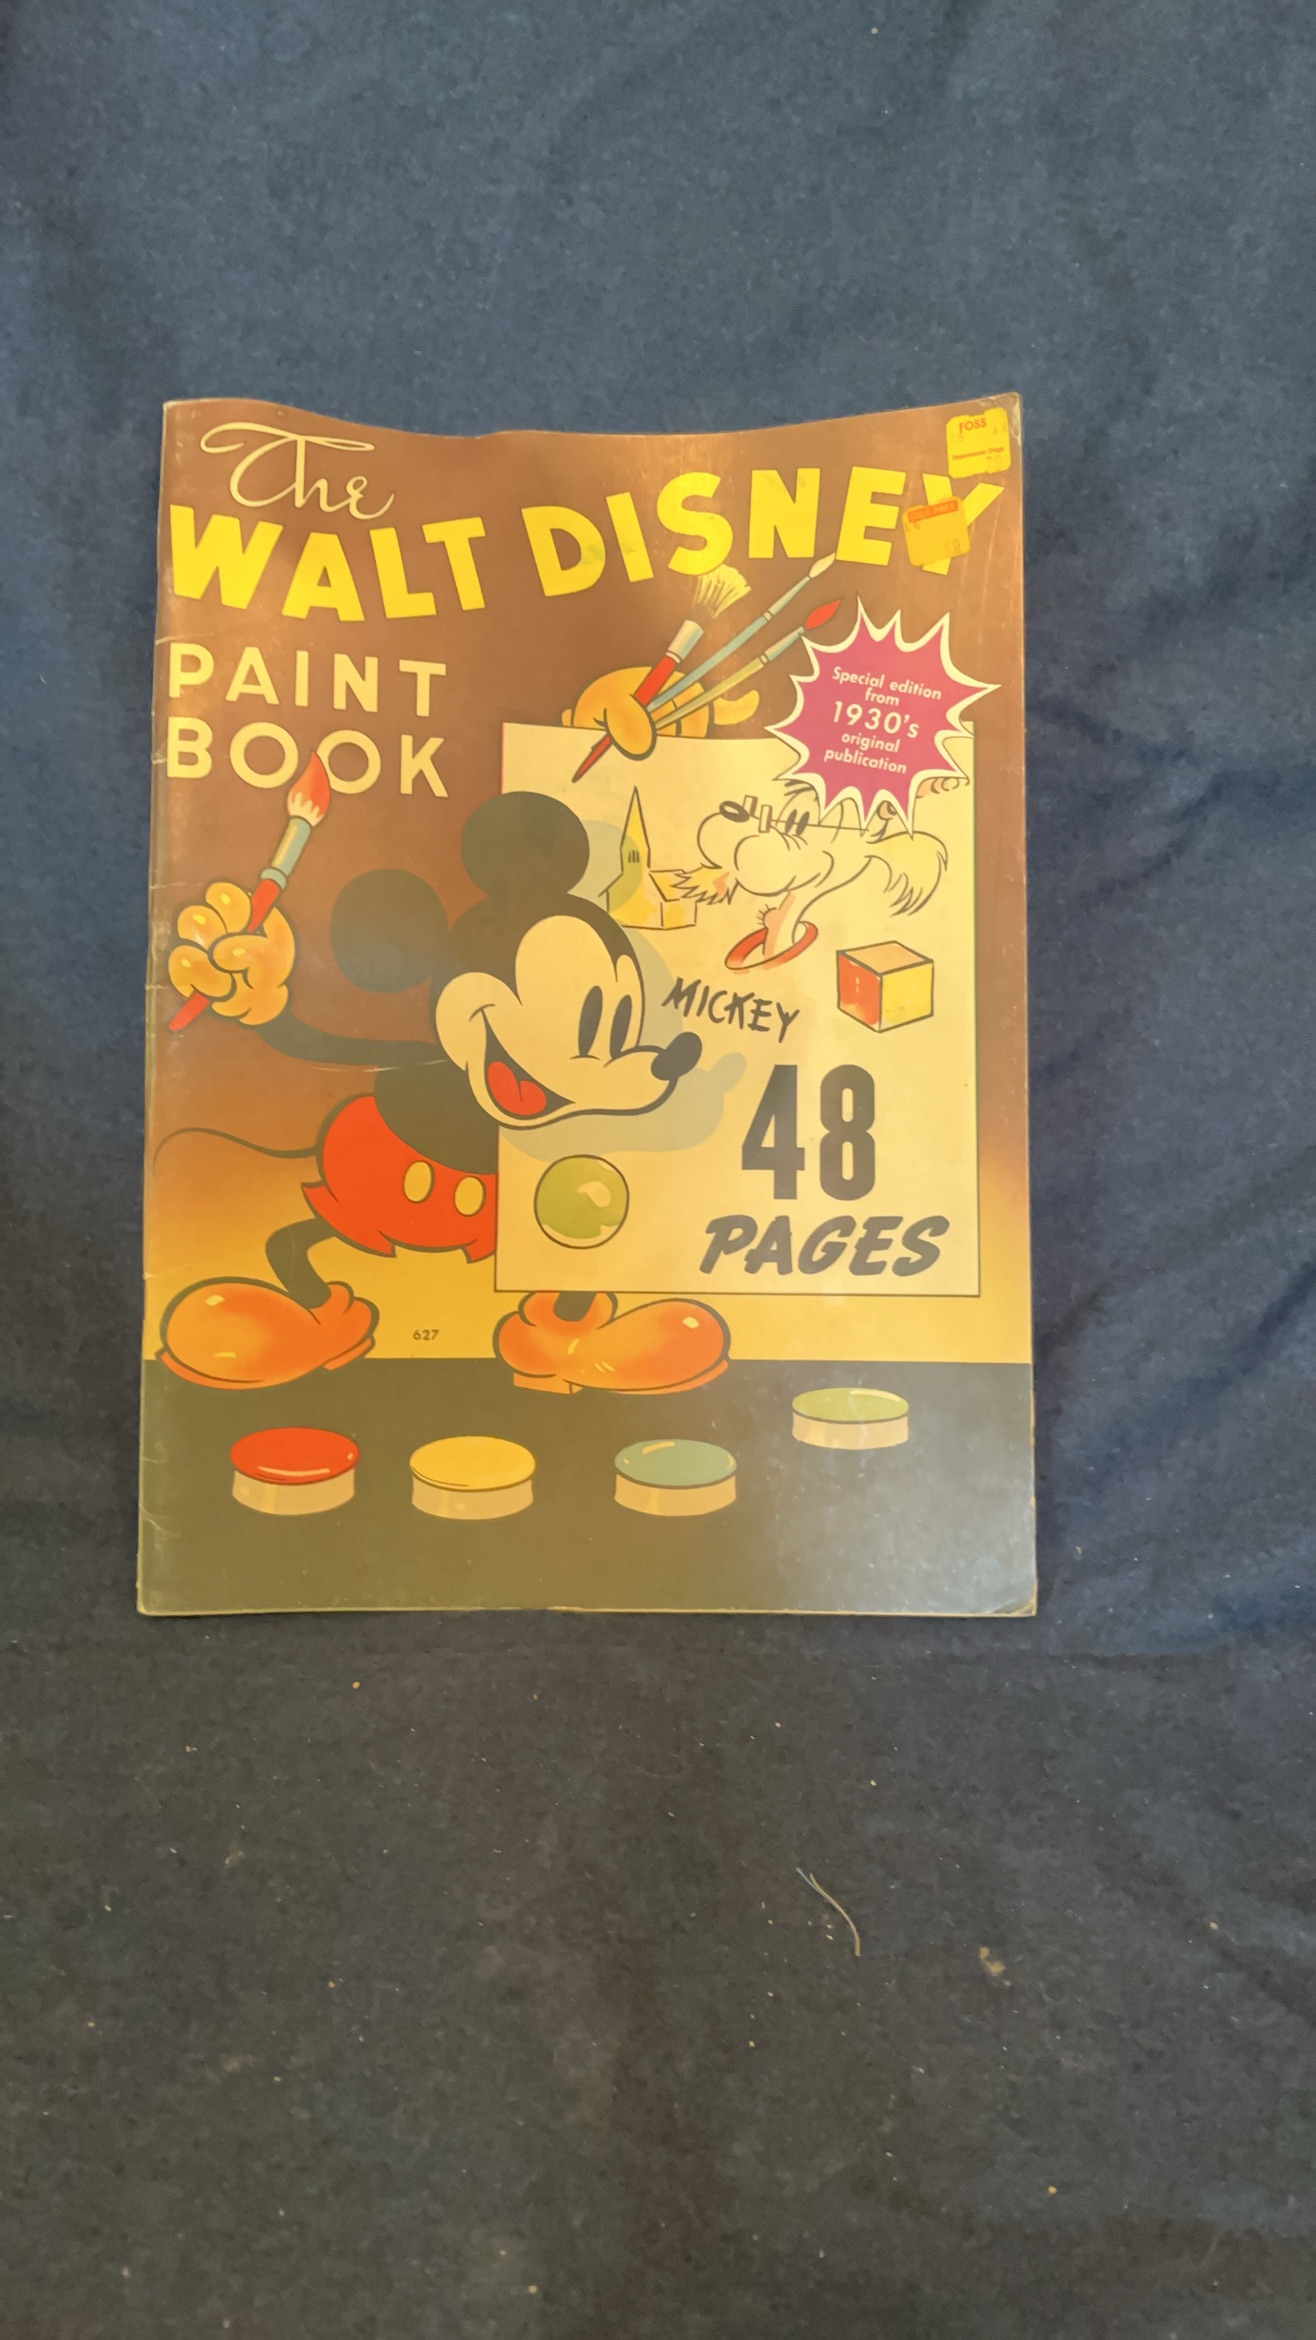 The
WALT DISNEY
PAINT
BOOK
FOSS
Special edition
from
1930's
original
publication
MICKEY
48
PAGES
627